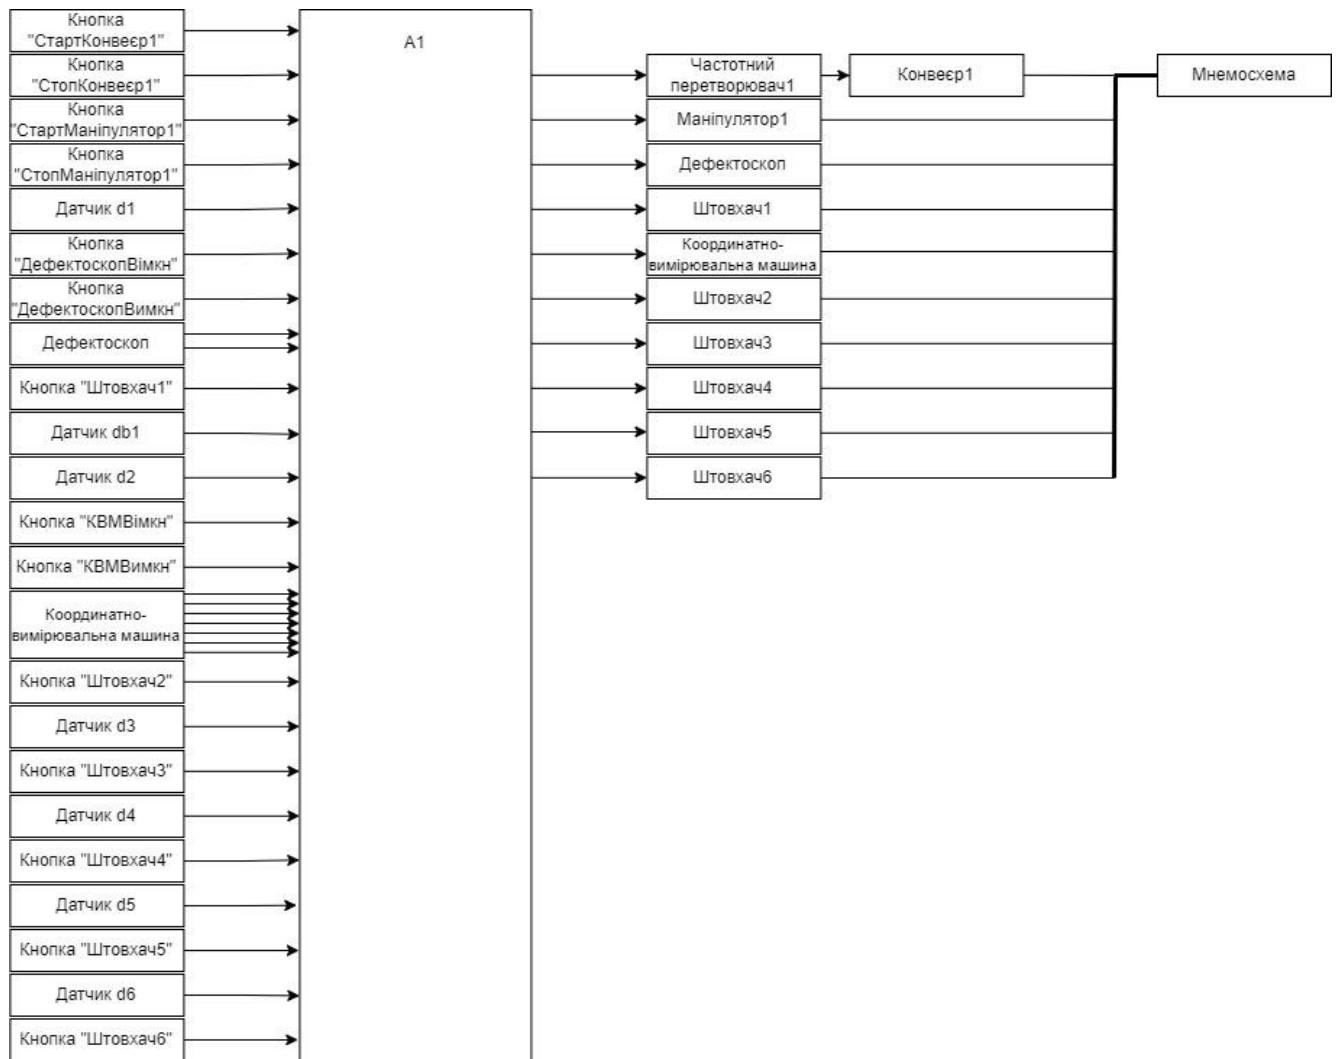 Кнопка
"СтартКонвеєр1"
Кнопка
"СтопКонвеєр1"
Кнопка
"СтартМаніпулятор1"
Кнопка
"СтопМаніпулятор1"
Датчик d1
Кнопка
"ДефектоскопВімкн"
Кнопка
"ДефектоскопВимкн"
Дефектоскоп
Кнопка "Штовхач1"
Датчик db1
Датчик d2
Кнопка "КВМВімкн"
Кнопка "КВМВимкн"
Координатно-
вимірювальна машина
Кнопка "Штовхач2"
Датчик d3
Кнопка "Штовхач3"
Датчик d4
Кнопка "Штовхач4"
Датчик d5
Кнопка "Штовхач5"
Датчик d6
Кнопка "Штовхач6"
А1
Частотний
перетворювач1
Маніпулятор1
Дефектоскоп
Штовхач1
Координатно-
вимірювальна машина
Штовхач2
Штовхач3
Штовхач4
Штовхач5
Штовхач6
Конвеєр1
Мнемосхема